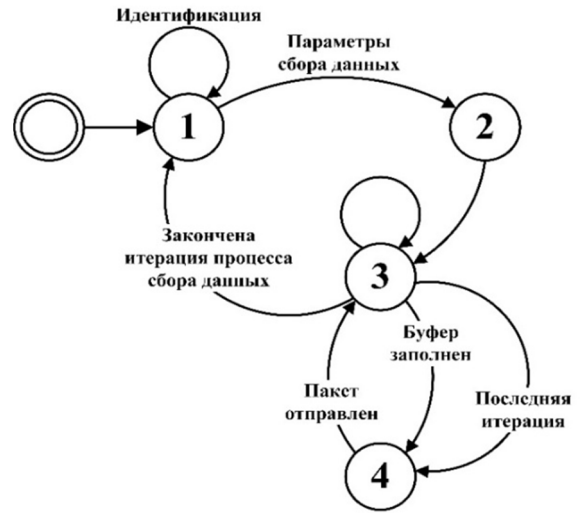 Идентификация
Параметры
сбора данных
1
2
Закончена
итерация процесса
сбора данных
3
Буфер
заполнен
Пакет
отправлен
Последняя
итерация
4